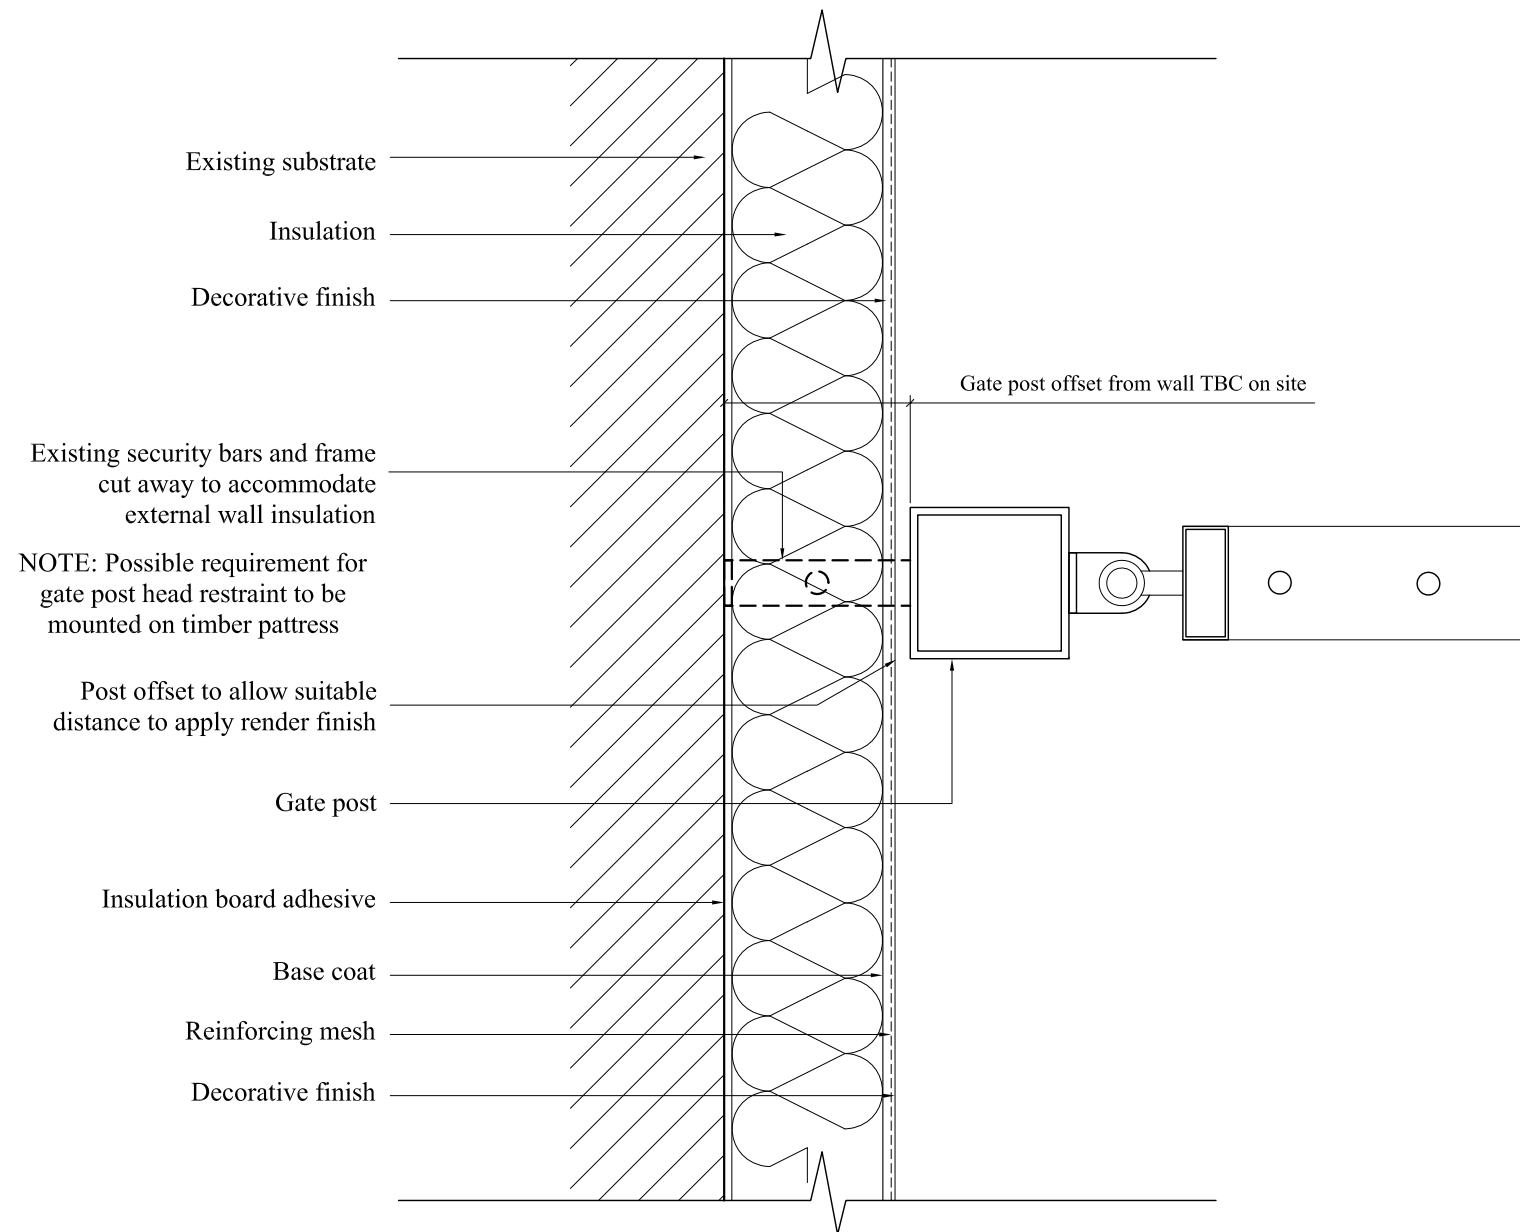 Existing substrate
Insulation
Decorative finish
Gate post offset from wall TBC on site
Existing security bars and frame
cut away to accommodate
external wall insulation
NOTE: Possible requirement for
gate post head restraint to be
mounted on timber pattress
Post offset to allow suitable
distance to apply render finish
Gate post
Insulation board adhesive
Base coat
Reinforcing mesh
Decorative finish